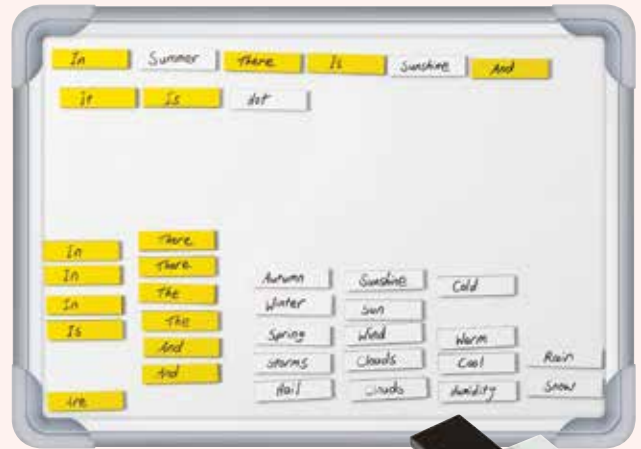 In Summer There Is Sunshine And
It Is Hot
In There
In There
In The
Is The
And
And
Are
Autumn Sunshine Cold
Winter Sun
Spring Wind Warm
Storms Clouds Cool Rain
Hail Clouds Humidity Snow